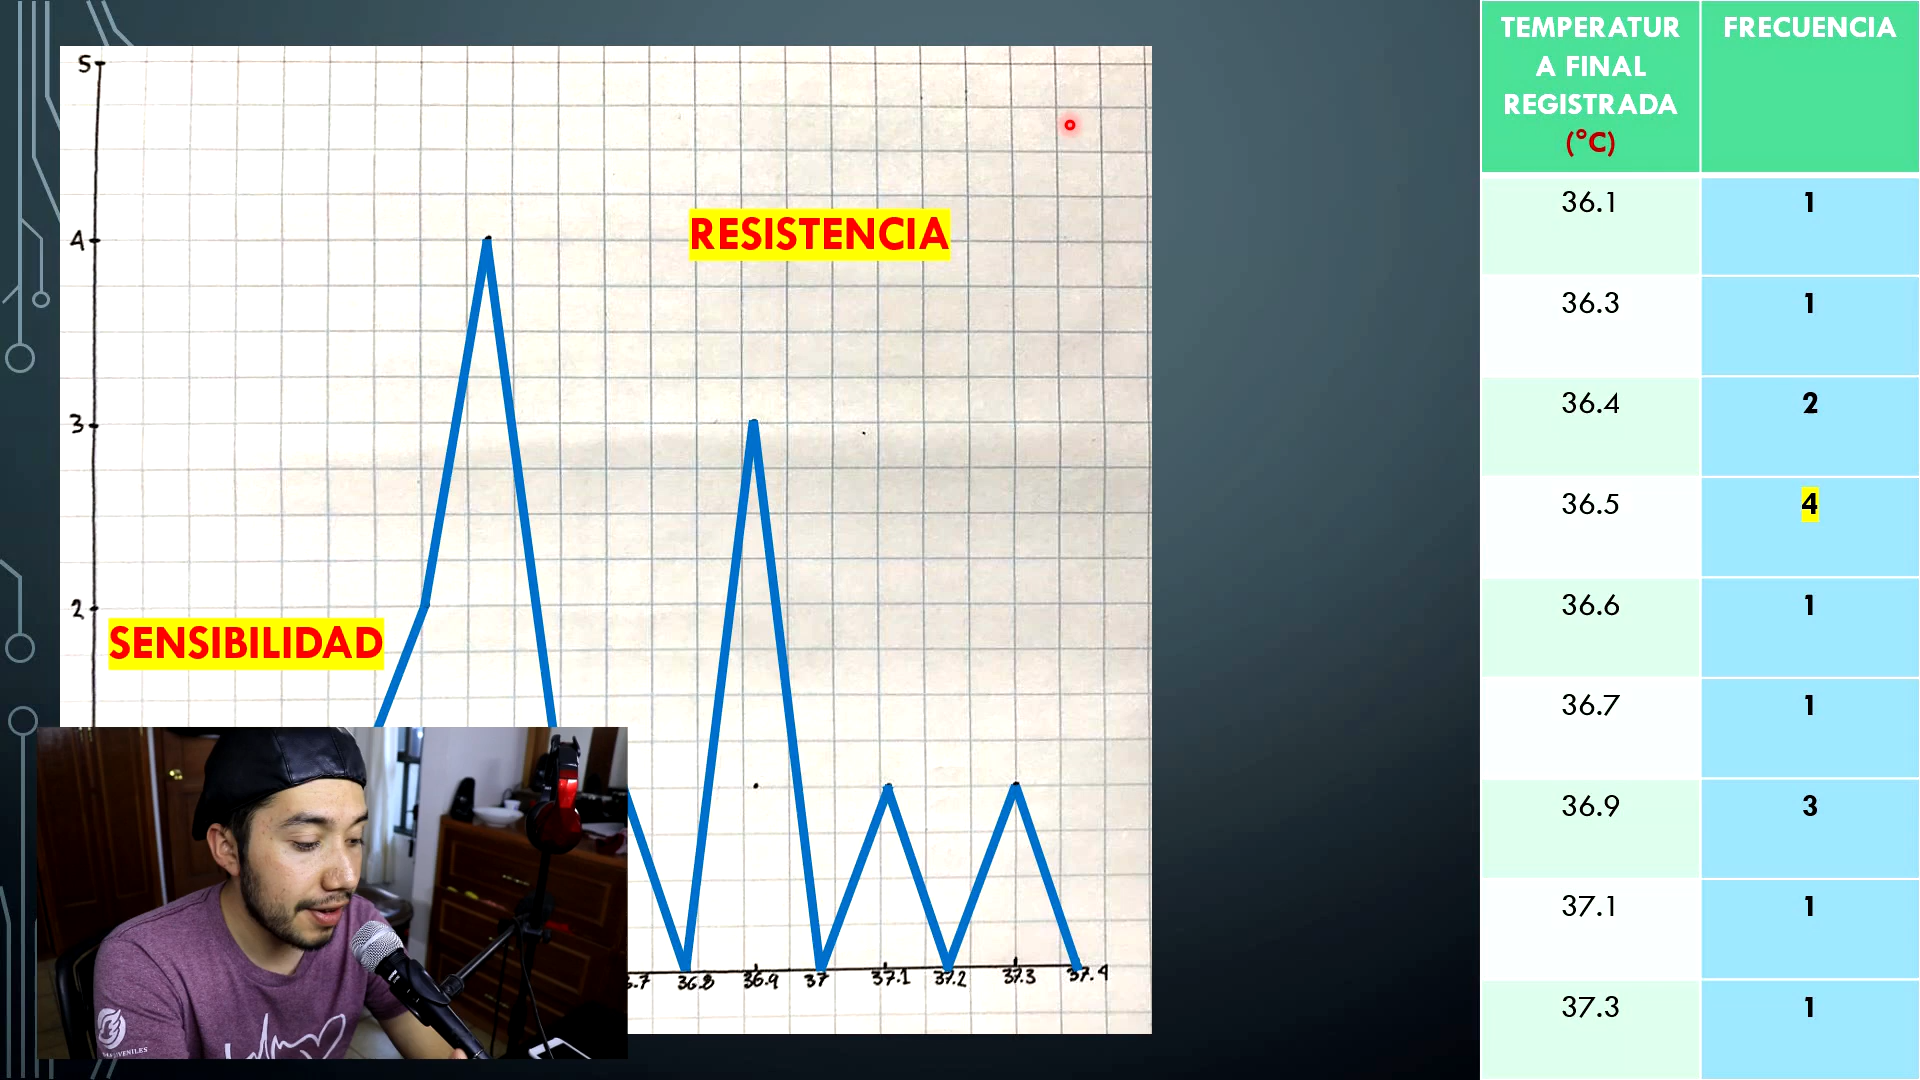 5
4
3
2
RESISTENCIA
SENSIBILIDAD
36.8
36.9
37
37.1
37.2
37.3
37.4
TEMPERATUR
A FINAL
REGISTRADA
(°C)
FRECUENCIA
36.1 1
36.3 1
36.4 2
36.5 4
36.6 1
36.7 1
36.9 3
37.1 1
37.3 1